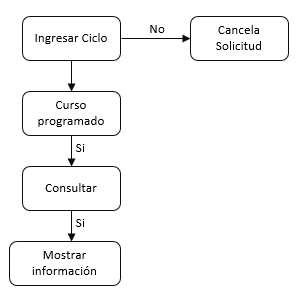 Ingresar Ciclo
No
Cancela
Solicitud
Curso
programado
Si
Consultar
Si
Mostrar
información